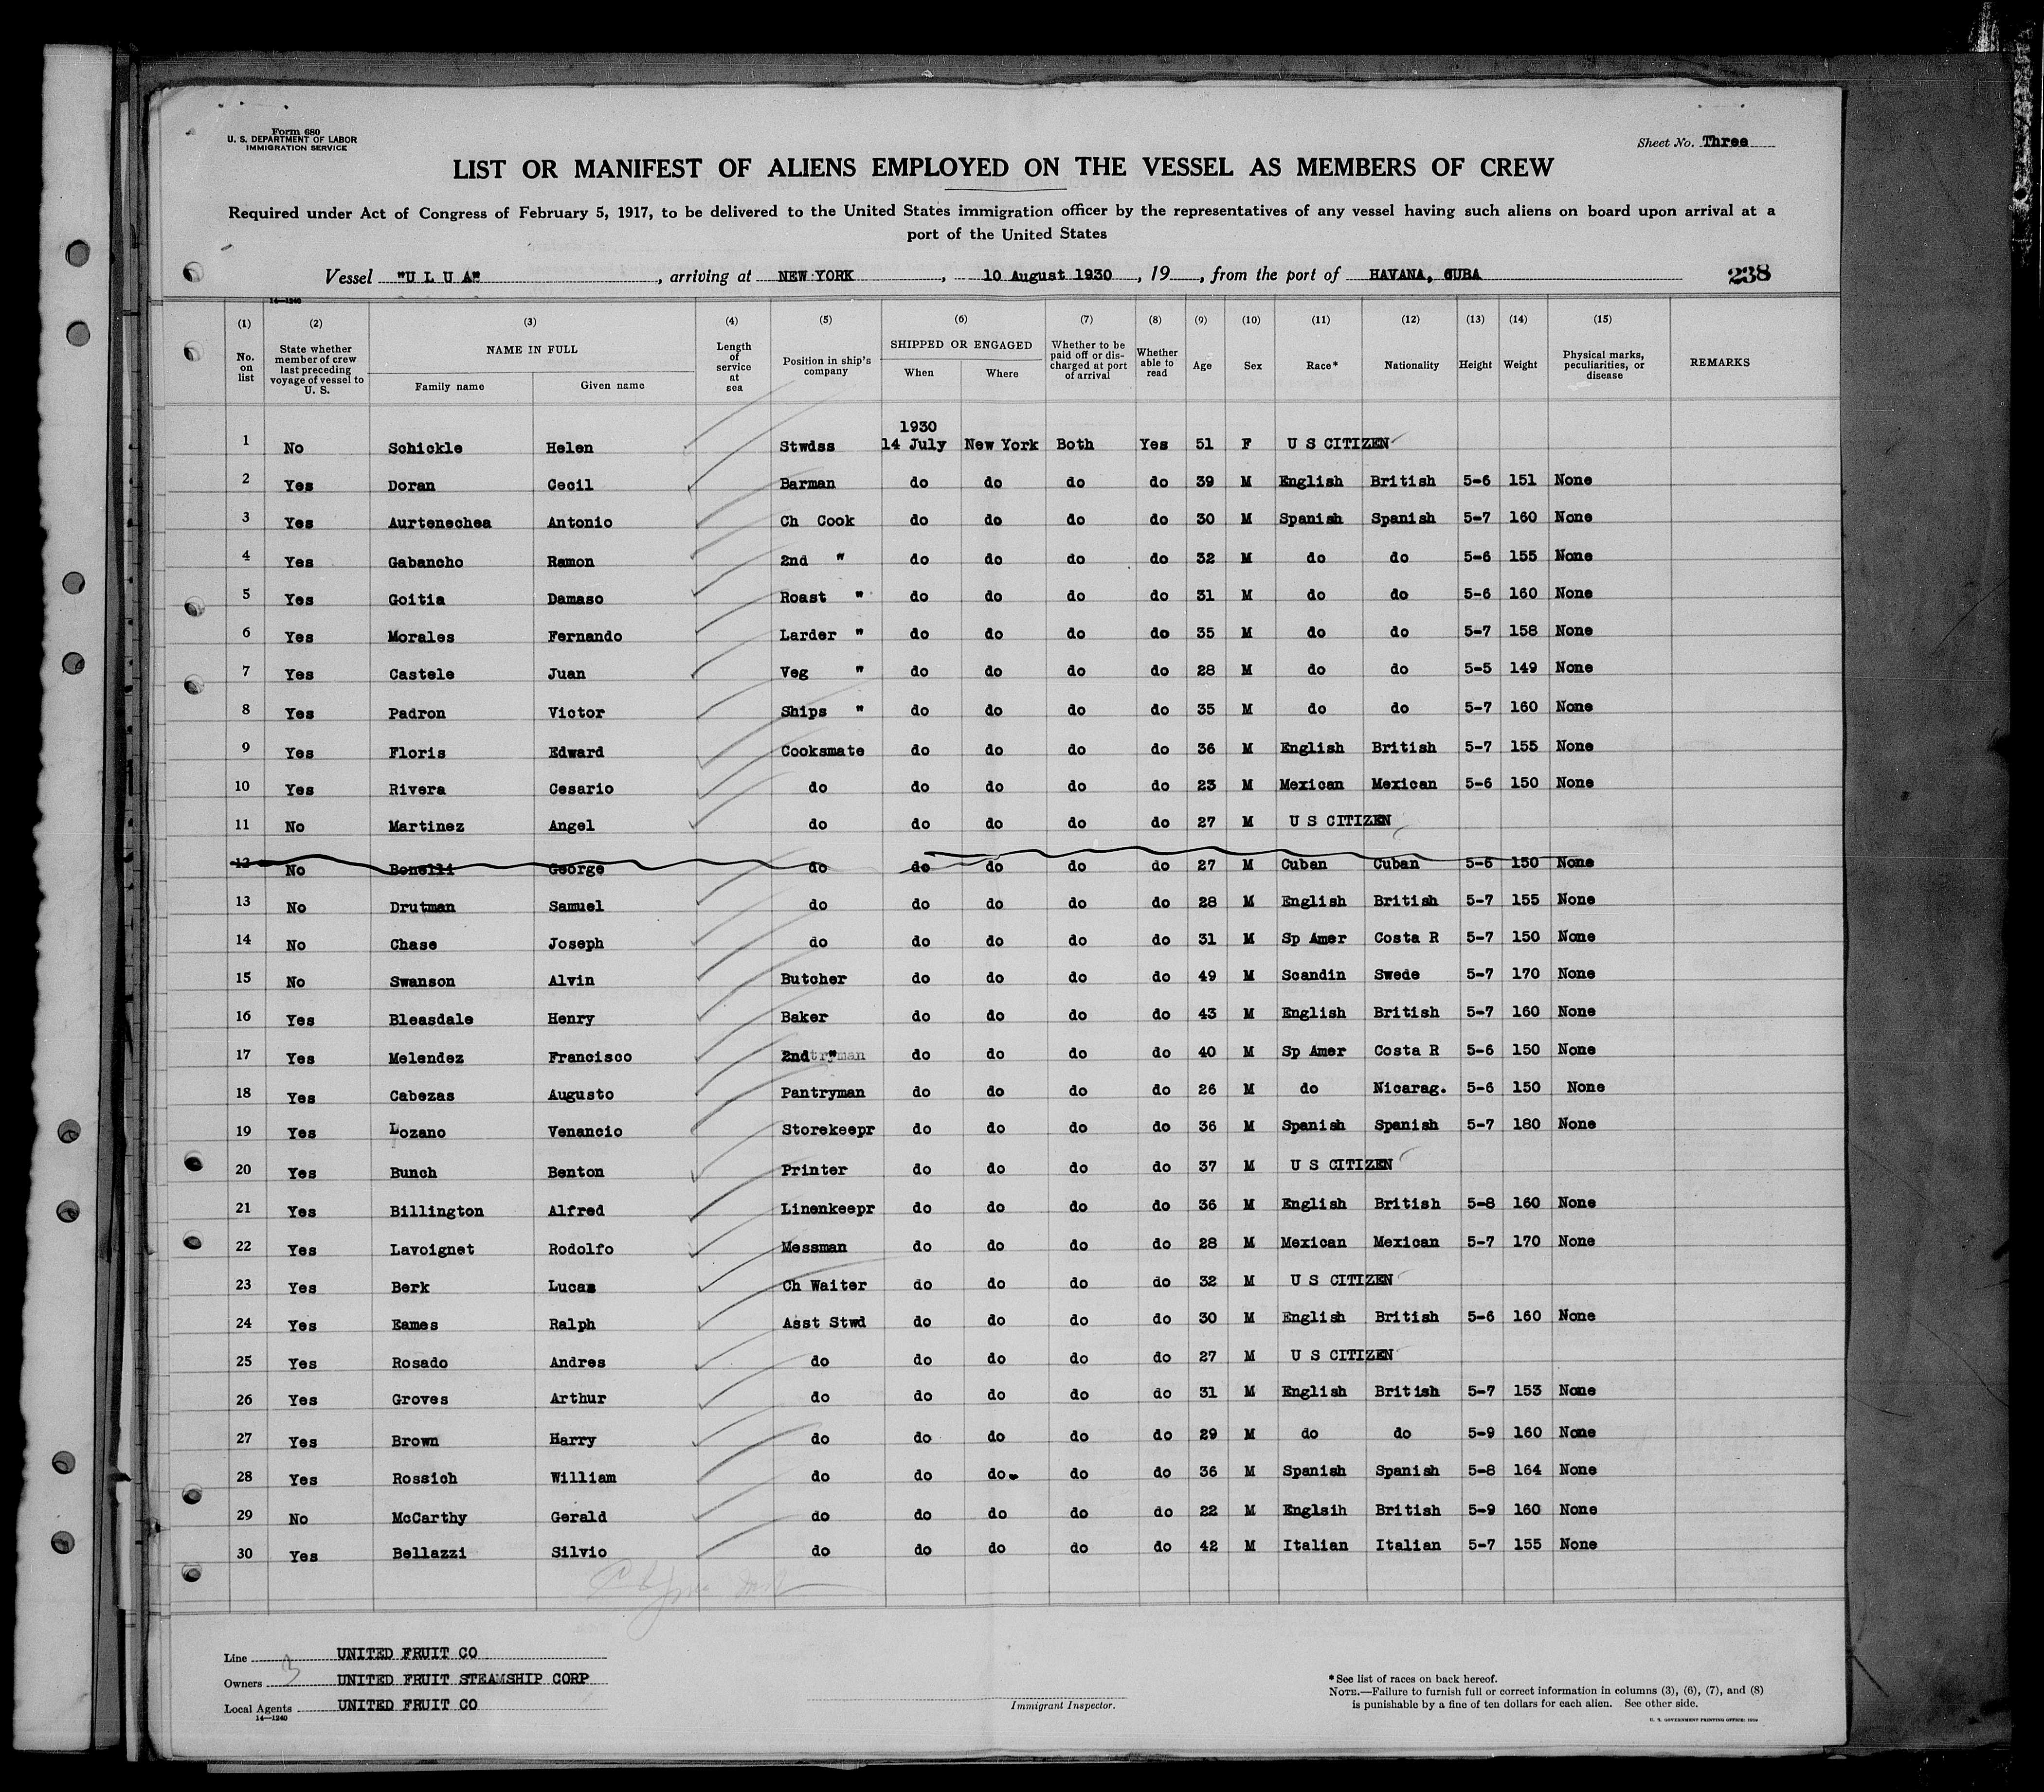 Form 680
U. S. DEPARTMENT OF LABOR
IMMIGRATION SERVICE
Sheet No. Three
LIST OR MANIFEST OF ALIENS EMPLOYED ON THE VESSEL AS MEMBERS OF CREW
Required under Act of Congress of February 5, 1917, to be delivered to the United States immigration officer by the representatives of any vessel having such aliens on board upon arrival at a
port of the United States
Vessel "U L U A", arriving at NEW YORK, 10 August 1930, 19, from the port of HAVANA, CUBA 238
14—1240
(1) (2) (3) (4) (5) (6) (7) (8) (9) (10) (11) (12) (13) (14) (15)
No. on list State whether member of crew last preceding voyage of vessel to U. S. NAME IN FULL Family name Given name Length of service at sea Position in ship's company SHIPPED OR ENGAGED When Where Whether to be paid off or discharged at port of arrival Whether able to read Age Sex Race* Nationality Height Weight Physical marks, peculiarities, or disease REMARKS
1930
1 No Schickle Helen Stwdss 14 July New York Both Yes 51 F U S CITIZEN
2 Yes Doran Cecil Barman do do do do 39 M English British 5-6 151 None
3 Yes Aurtenechea Antonio Ch Cook do do do do 30 M Spanish Spanish 5-7 160 None
4 Yes Gabancho Ramon 2nd " do do do do 32 M do do 5-6 155 None
5 Yes Goitia Damaso Roast " do do do do 31 M do do 5-6 160 None
6 Yes Morales Fernando Larder " do do do do 35 M do do 5-7 158 None
7 Yes Castele Juan Veg " do do do do 28 M do do 5-5 149 None
8 Yes Padron Victor Ships " do do do do 35 M do do 5-7 160 None
9 Yes Floris Edward Cooksmate do do do do 36 M English British 5-7 155 None
10 Yes Rivera Cesario do do do do do 23 M Mexican Mexican 5-6 150 None
11 No Martinez Angel do do do do do 27 M U S CITIZEN
12 No Bonelli George do do do do do 27 M Cuban Cuban 5-6 150 None
13 No Drutman Samuel do do do do do 28 M English British 5-7 155 None
14 No Chase Joseph do do do do do 31 M Sp Amer Costa R 5-7 150 None
15 No Swanson Alvin Butcher do do do do 49 M Scandin Swede 5-7 170 None
16 Yes Bleasdale Henry Baker do do do do 43 M English British 5-7 160 None
17 Yes Melendez Francisco 2nd " do do do do 40 M Sp Amer Costa R 5-6 150 None
18 Yes Cabezas Augusto Pantryman do do do do 26 M do Nicarag. 5-6 150 None
19 Yes Lozano Venancio Storekeepr do do do do 36 M Spanish Spanish 5-7 180 None
20 Yes Bunch Benton Printer do do do do 37 M U S CITIZEN
21 Yes Billington Alfred Linenkeepr do do do do 36 M English British 5-8 160 None
22 Yes Lavoignet Rodolfo Messman do do do do 28 M Mexican Mexican 5-7 170 None
23 Yes Berk Lucas Ch Waiter do do do do 32 M U S CITIZEN
24 Yes Eames Ralph Asst Stwd do do do do 30 M English British 5-6 160 None
25 Yes Rosado Andres do do do do do 27 M U S CITIZEN
26 Yes Groves Arthur do do do do do 31 M English British 5-7 153 None
27 Yes Brown Harry do do do do do 29 M do do 5-9 160 None
28 Yes Rossich William do do do do do 36 M Spanish Spanish 5-8 164 None
29 No McCarthy Gerald do do do do do 22 M Englsih British 5-9 160 None
30 Yes Bellazzi Silvio do do do do do 42 M Italian Italian 5-7 155 None
Line UNITED FRUIT CO
Owners UNITED FRUIT STEAMSHIP CORP
Local Agents UNITED FRUIT CO
14—1240
Immigrant Inspector.
*See list of races on back hereof.
NOTE.—Failure to furnish full or correct information in columns (3), (6), (7), and (8)
is punishable by a fine of ten dollars for each alien. See other side.
U. S. GOVERNMENT PRINTING OFFICE: